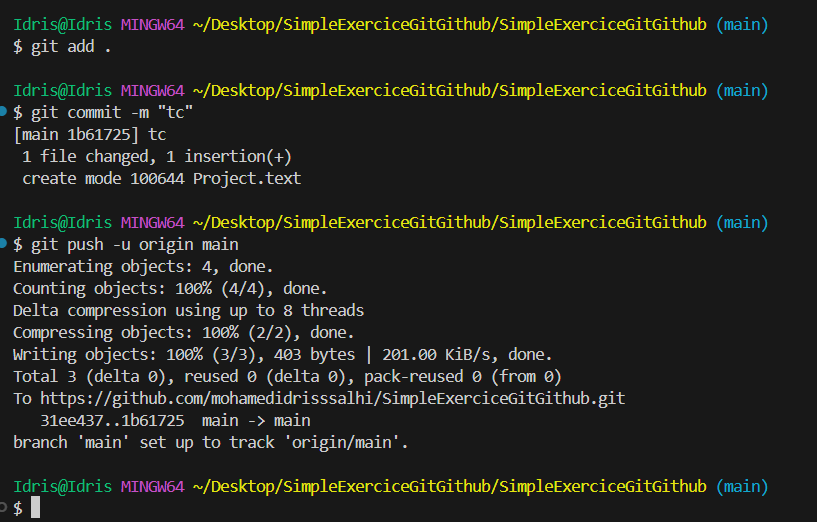 Idris@Idris MINGW64 ~/Desktop/SimpleExerciceGitGithub/SimpleExerciceGitGithub (main)
$ git add .
Idris@Idris MINGW64 ~/Desktop/SimpleExerciceGitGithub/SimpleExerciceGitGithub (main)
$ git commit -m "tc"
[main 1b61725] tc
 1 file changed, 1 insertion(+)
 create mode 100644 Project.text
Idris@Idris MINGW64 ~/Desktop/SimpleExerciceGitGithub/SimpleExerciceGitGithub (main)
$ git push -u origin main
Enumerating objects: 4, done.
Counting objects: 100% (4/4), done.
Delta compression using up to 8 threads
Compressing objects: 100% (2/2), done.
Writing objects: 100% (3/3), 403 bytes | 201.00 KiB/s, done.
Total 3 (delta 0), reused 0 (delta 0), pack-reused 0 (from 0)
To https://github.com/mohamedidrisssalhi/SimpleExerciceGitGithub.git
   31ee437..1b61725  main -> main
branch 'main' set up to track 'origin/main'.
Idris@Idris MINGW64 ~/Desktop/SimpleExerciceGitGithub/SimpleExerciceGitGithub (main)
$